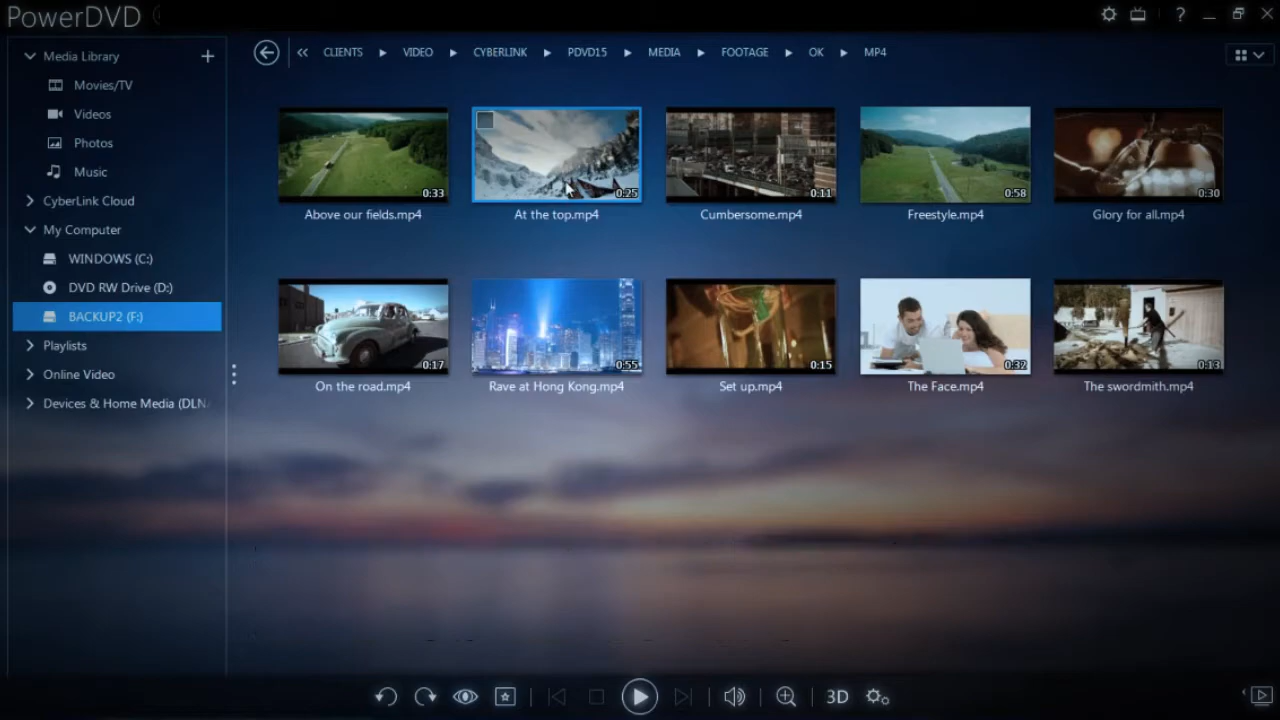 PowerDVD
?
Media Library +
Movies/TV
Videos
Photos
Music
CyberLink Cloud
My Computer
WINDOWS (C:)
DVD RW Drive (D:)
BACKUP2 (F:)
Playlists
Online Video
Devices & Home Media (DLN
CLIENTS VIDEO CYBERLINK PDVD15 MEDIA FOOTAGE OK MP4
0:33 0:25 0:11 0:58 0:30
Above our fields.mp4 At the top.mp4 Cumbersome.mp4 Freestyle.mp4 Glory for all.mp4
0:17 0:55 0:15 0:32 0:13
On the road.mp4 Rave at Hong Kong.mp4 Set up.mp4 The Face.mp4 The swordmith.mp4
3D